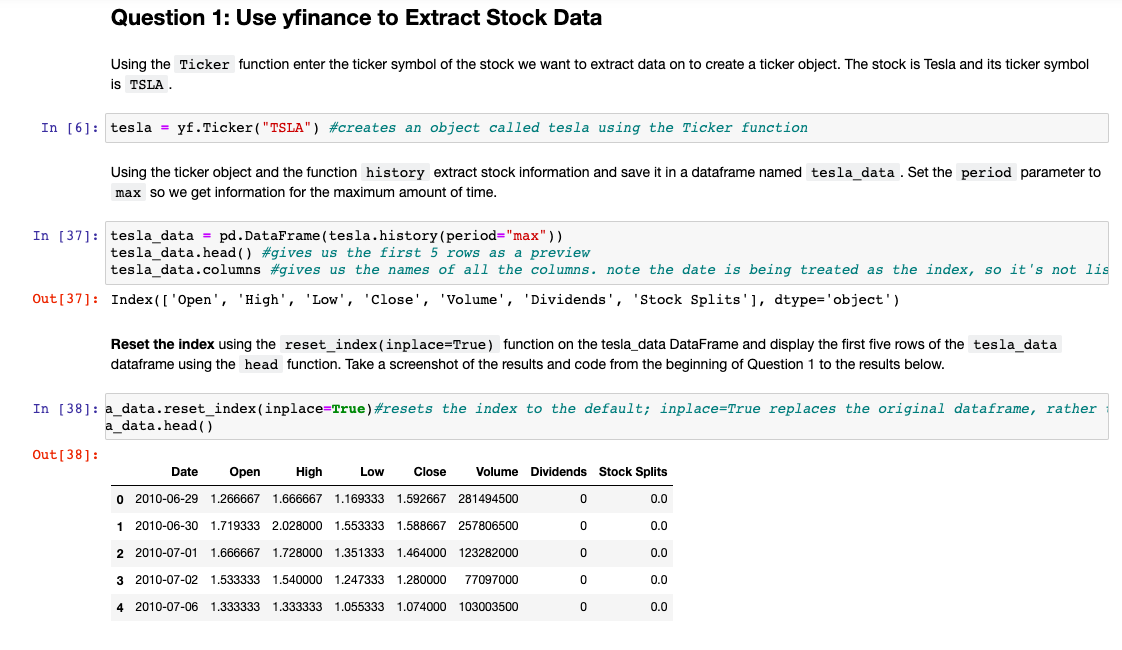 Question 1: Use yfinance to Extract Stock Data
Using the Ticker function enter the ticker symbol of the stock we want to extract data on to create a ticker object. The stock is Tesla and its ticker symbol
is TSLA .
In [6]: tesla = yf.Ticker("TSLA") #creates an object called tesla using the Ticker function
Using the ticker object and the function history extract stock information and save it in a dataframe named tesla_data . Set the period parameter to
max so we get information for the maximum amount of time.
In [37]: tesla_data = pd.DataFrame(tesla.history(period="max"))
tesla_data.head() #gives us the first 5 rows as a preview
tesla_data.columns #gives us the names of all the columns. note the date is being treated as the index, so it's not lis
Out[37]: Index(['Open', 'High', 'Low', 'Close', 'Volume', 'Dividends', 'Stock Splits'], dtype='object')
Reset the index using the reset_index(inplace=True) function on the tesla_data DataFrame and display the first five rows of the tesla_data
dataframe using the head function. Take a screenshot of the results and code from the beginning of Question 1 to the results below.
In [38]: a_data.reset_index(inplace=True)#resets the index to the default; inplace=True replaces the original dataframe, rather
a_data.head()
Out[38]:
Date Open High Low Close Volume Dividends Stock Splits
0 2010-06-29 1.266667 1.666667 1.169333 1.592667 281494500 0 0.0
1 2010-06-30 1.719333 2.028000 1.553333 1.588667 257806500 0 0.0
2 2010-07-01 1.666667 1.728000 1.351333 1.464000 123282000 0 0.0
3 2010-07-02 1.533333 1.540000 1.247333 1.280000 77097000 0 0.0
4 2010-07-06 1.333333 1.333333 1.055333 1.074000 103003500 0 0.0